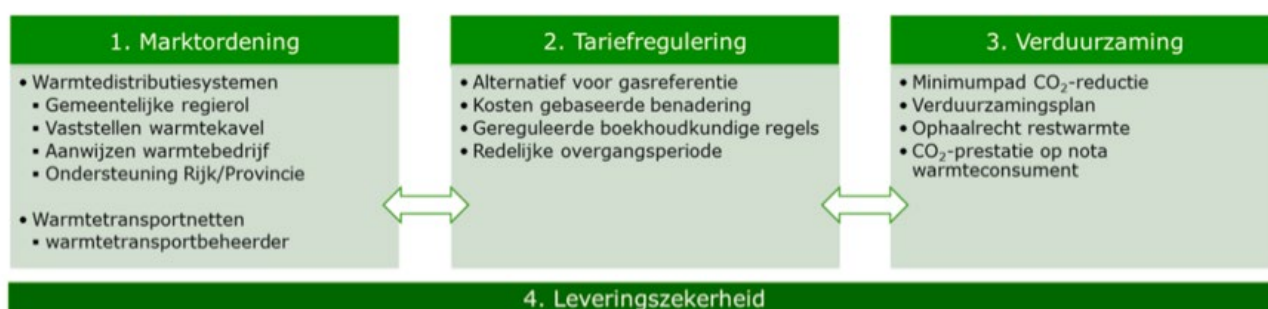 1. Marktordening
• Warmtedistributiesystemen
▪ Gemeentelijke regierol
▪ Vaststellen warmtekavel
▪ Aanwijzen warmtebedrijf
▪ Ondersteuning Rijk/Provincie
• Warmtetransportnetten
▪ warmtetransportbeheerder
2. Tariefregulering
• Alternatief voor gasreferentie
• Kosten gebaseerde benadering
• Gereguleerde boekhoudkundige regels
• Redelijke overgangsperiode
3. Verduurzaming
• Minimumpad CO₂-reductie
• Verduurzamingsplan
• Ophaalrecht restwarmte
• CO₂-prestatie op nota
warmteconsument
4. Leveringszekerheid